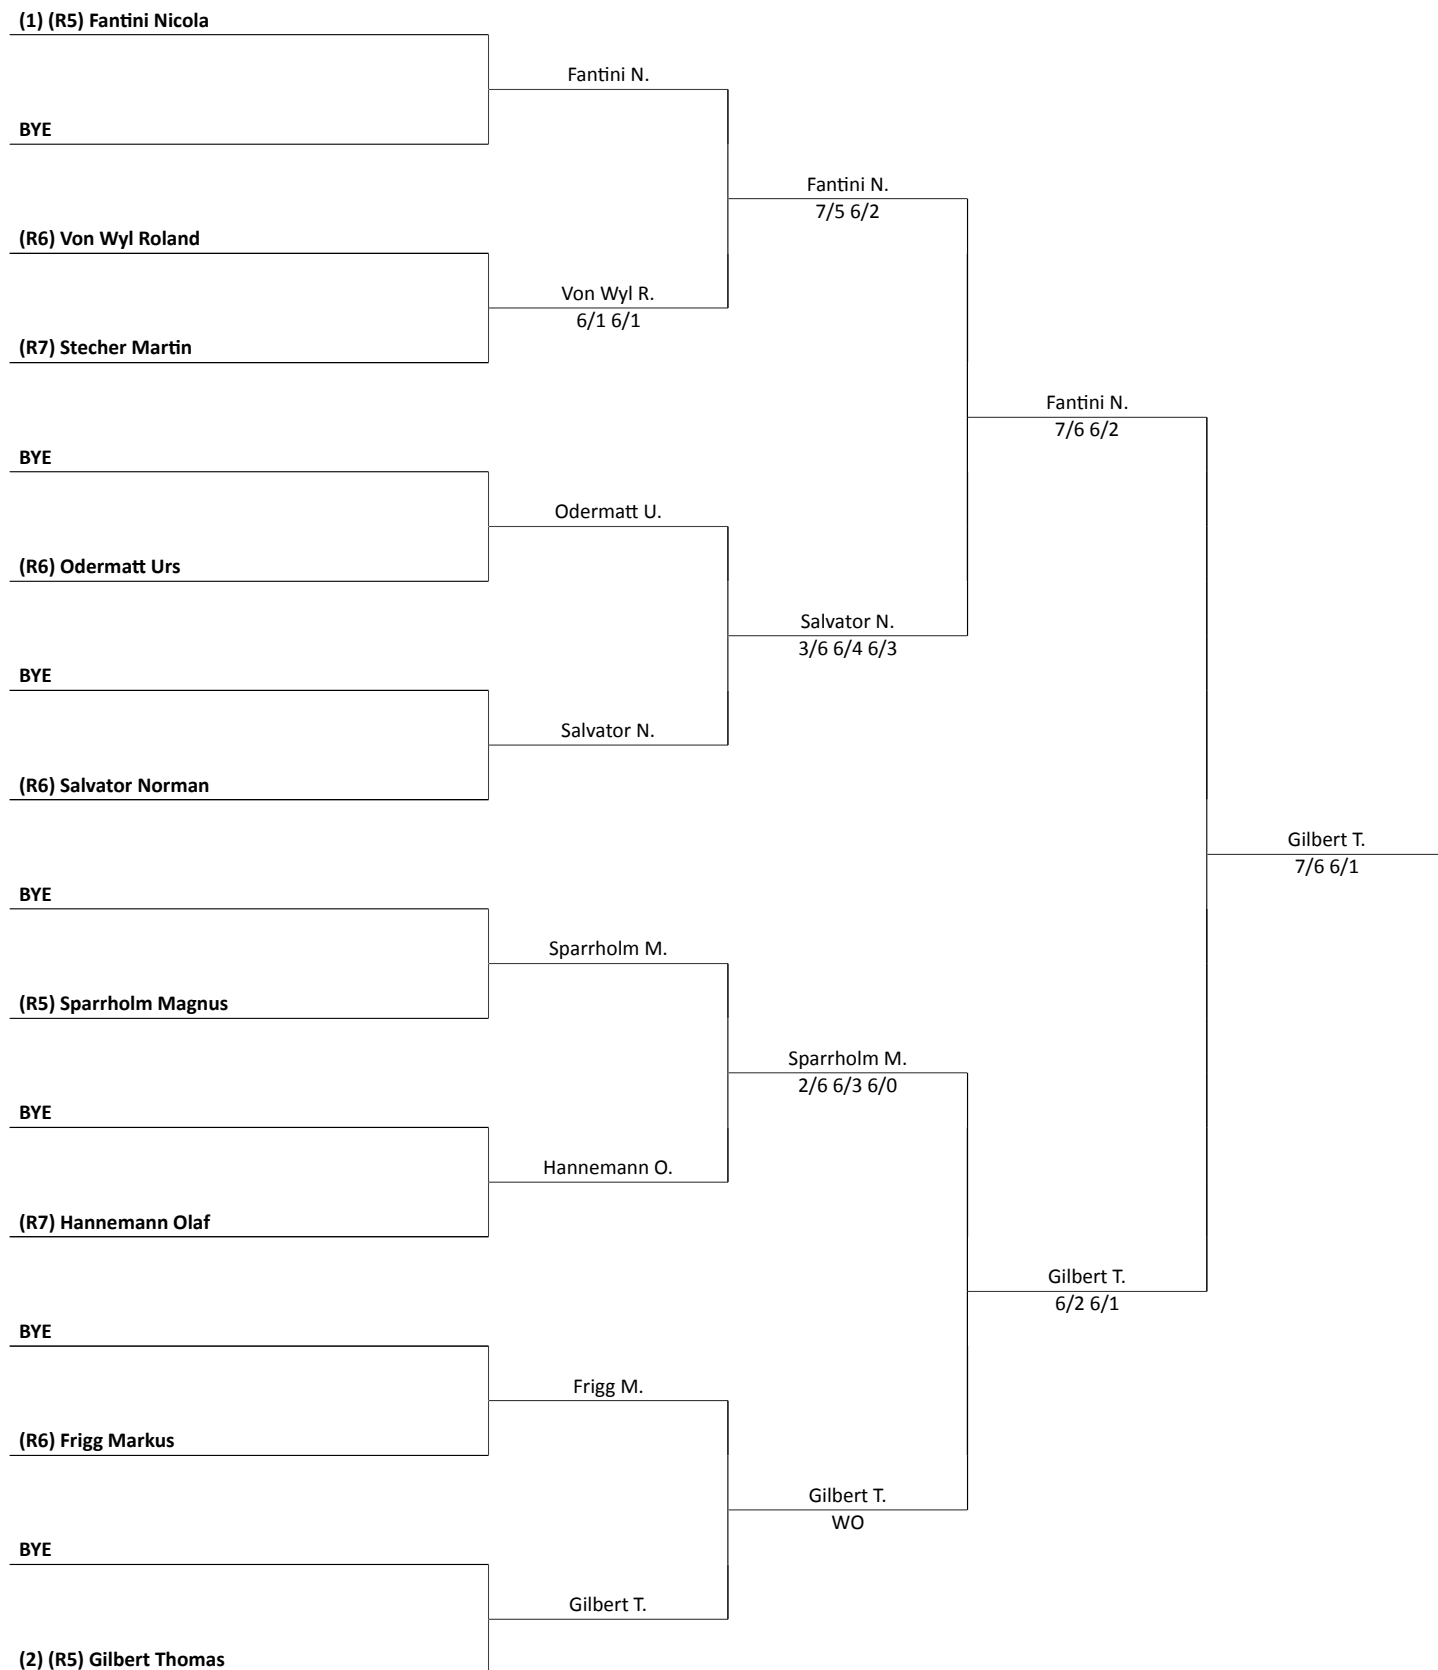 (1) (R5) Fantini Nicola
Fantini N.
BYE
Fantini N.
7/5 6/2
(R6) Von Wyl Roland
Von Wyl R.
6/1 6/1
(R7) Stecher Martin
Fantini N.
7/6 6/2
BYE
Odermatt U.
(R6) Odermatt Urs
Salvator N.
3/6 6/4 6/3
BYE
Salvator N.
(R6) Salvator Norman
Gilbert T.
7/6 6/1
BYE
Sparrholm M.
(R5) Sparrholm Magnus
Sparrholm M.
2/6 6/3 6/0
BYE
Hannemann O.
(R7) Hannemann Olaf
Gilbert T.
6/2 6/1
BYE
Frigg M.
(R6) Frigg Markus
Gilbert T.
WO
BYE
Gilbert T.
(2) (R5) Gilbert Thomas